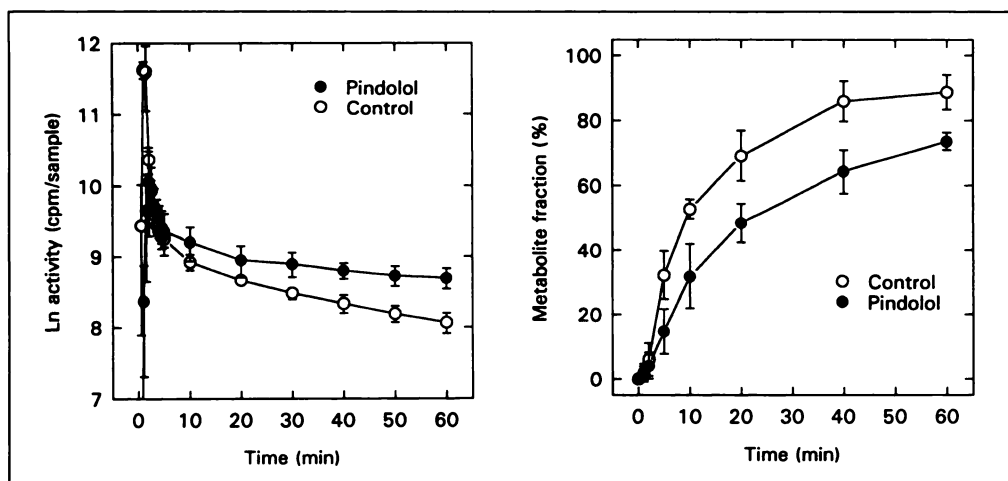 12
11
10
9
8
7
Ln activity (cpm/sample)
Pindolol
Control
0 10 20 30 40 50 60
Time (min)
100
80
60
40
20
0
Metabolite fraction (%)
Control
Pindolol
0 10 20 30 40 50 60
Time (min)